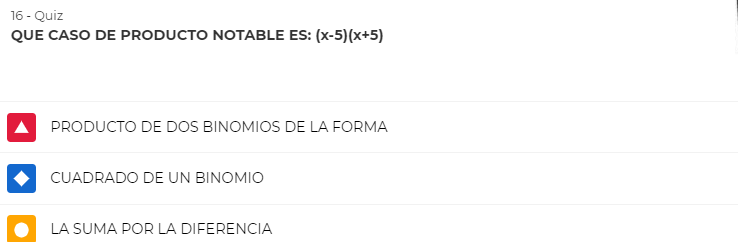 16 - Quiz
QUE CASO DE PRODUCTO NOTABLE ES: (x-5)(x+5)
PRODUCTO DE DOS BINOMIOS DE LA FORMA
CUADRADO DE UN BINOMIO
LA SUMA POR LA DIFERENCIA